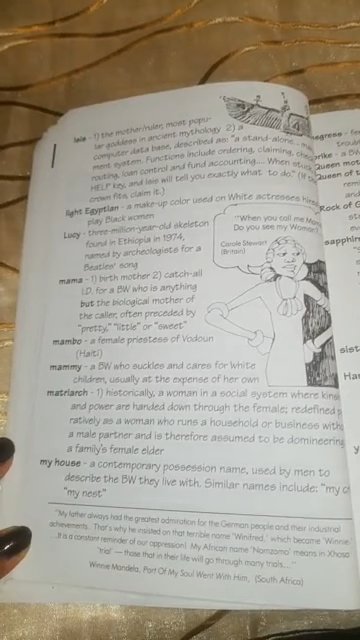 Isis - 1) the mother/ruler, most popu-
lar goddess in ancient mythology 2) a
computer data base, described as: "a stand-alone...
ment system. Functions include ordering, claiming,
routing, loan control and fund accounting.... When
HELP key, and Isis will tell you exactly what to do." (If
crown fits, claim it.)
light Egyptian - a make-up color used on White actresses
play Black women
Lucy - three-million-year-old skeleton
found in Ethiopia in 1974,
named by archeologists for a
Beatles' song
mama - 1) birth mother 2) catch-all
I.D. for a BW who is anything
but the biological mother of
the caller, often preceded by
"pretty," "little" or "sweet"
mambo - a female priestess of Vodoun
(Haiti)
mammy - a BW who suckles and cares for White
children, usually at the expense of her own
matriarch - 1) historically, a woman in a social system where
and power are handed down through the female; redefined
ratively as a woman who runs a household or business
a male partner and is therefore assumed to be domineering
a family's female elder
my house - a contemporary possession name, used by men to
describe the BW they live with. Similar names include: "my
"my nest"
"When you call me
Do you see my
Carole Stewart
(Britain)
"My father always had the greatest admiration for the German people and their industrial
achievements. That's why he insisted on that terrible name 'Winifred,' which became 'Winnie.'
...It is a constant reminder of our oppression! My African name 'Nomzamo' means in Xhosa
'trial' — those that in their life will go through many trials...."
Winnie Mandela, Part Of My Soul Went With Him, (South Africa)
Queen of
Rock of